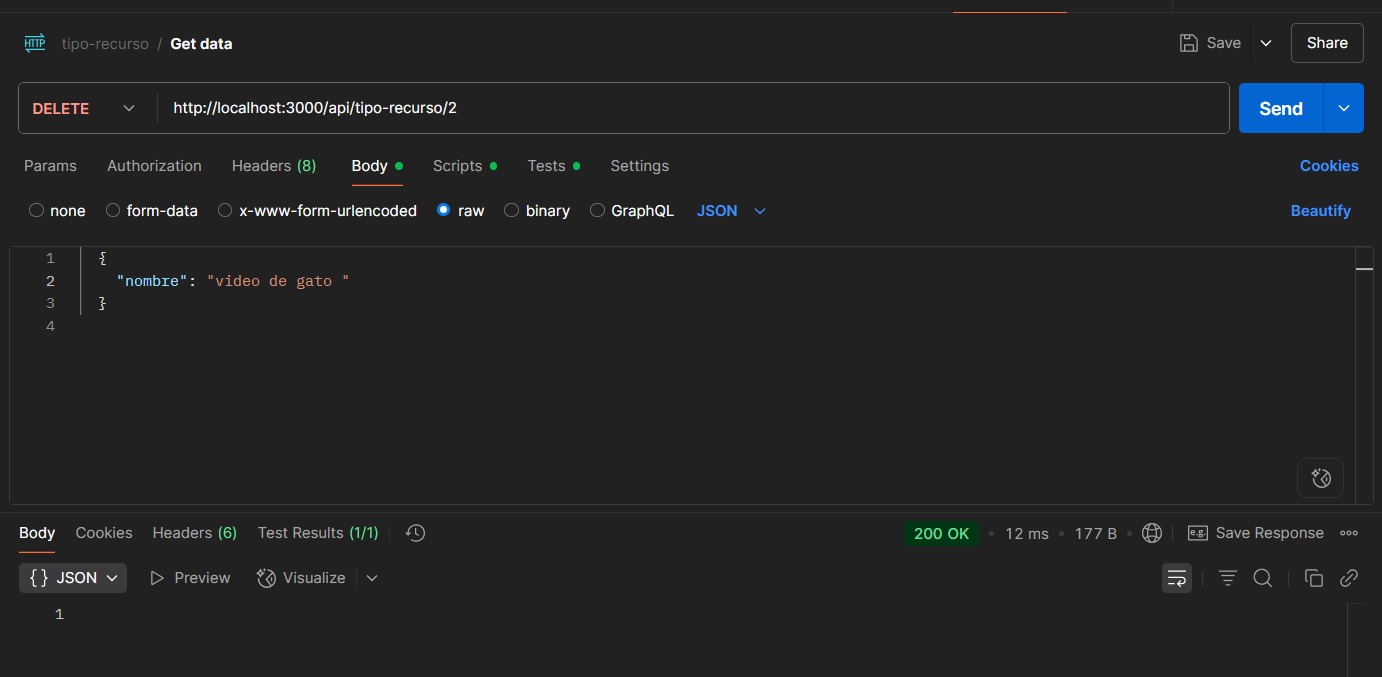 HTTP tipo-recurso / Get data Save Share
DELETE http://localhost:3000/api/tipo-recurso/2 Send
Params Authorization Headers (8) Body Scripts Tests Settings Cookies
none form-data x-www-form-urlencoded raw binary GraphQL JSON Beautify
1 {
2 "nombre": "video de gato "
3 }
4
Body Cookies Headers (6) Test Results (1/1) 200 OK • 12 ms • 177 B • e.g. Save Response
{} JSON Preview Visualize
1